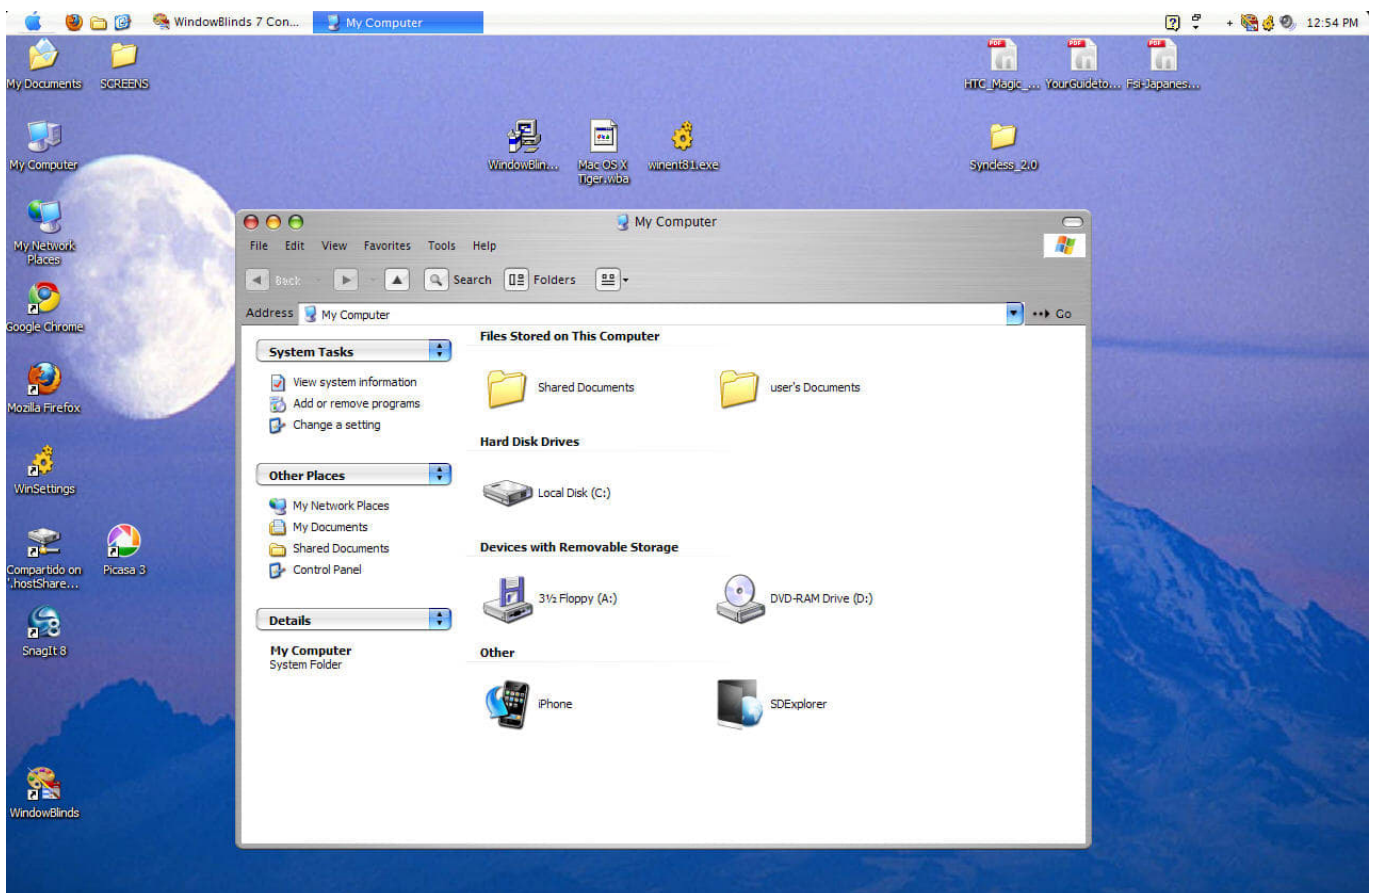 WindowBlinds 7 Con...
My Computer
12:54 PM
My Documents
SCREENS
PDF
PDF
PDF
HTC_Magic_...
YourGuideto...
Fsi-Japanes...
My Computer
WindowBlin...
Mac OS X
Tiger.wba
winent81.exe
Syncless_2.0
My Network
Places
Google Chrome
Mozilla Firefox
WinSettings
Compartido on
'.hostShare...
Picasa 3
SnagIt 8
WindowBlinds
My Computer
File Edit View Favorites Tools Help
Back Search Folders
Address My Computer Go
System Tasks
View system information
Add or remove programs
Change a setting
Other Places
My Network Places
My Documents
Shared Documents
Control Panel
Details
My Computer
System Folder
Files Stored on This Computer
Shared Documents
user's Documents
Hard Disk Drives
Local Disk (C:)
Devices with Removable Storage
3½ Floppy (A:)
DVD-RAM Drive (D:)
Other
iPhone
SDExplorer